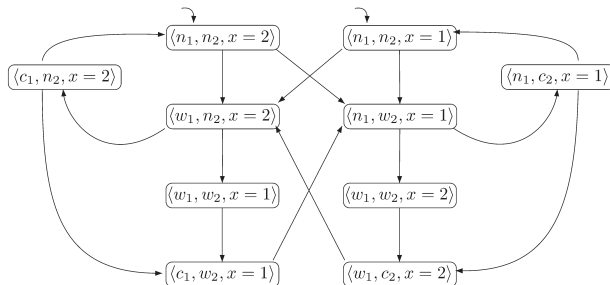 ⟨n₁, n₂, x = 2⟩ ⟨n₁, n₂, x = 1⟩
⟨c₁, n₂, x = 2⟩ ⟨n₁, c₂, x = 1⟩
⟨w₁, n₂, x = 2⟩ ⟨n₁, w₂, x = 1⟩
⟨w₁, w₂, x = 1⟩ ⟨w₁, w₂, x = 2⟩
⟨c₁, w₂, x = 1⟩ ⟨w₁, c₂, x = 2⟩